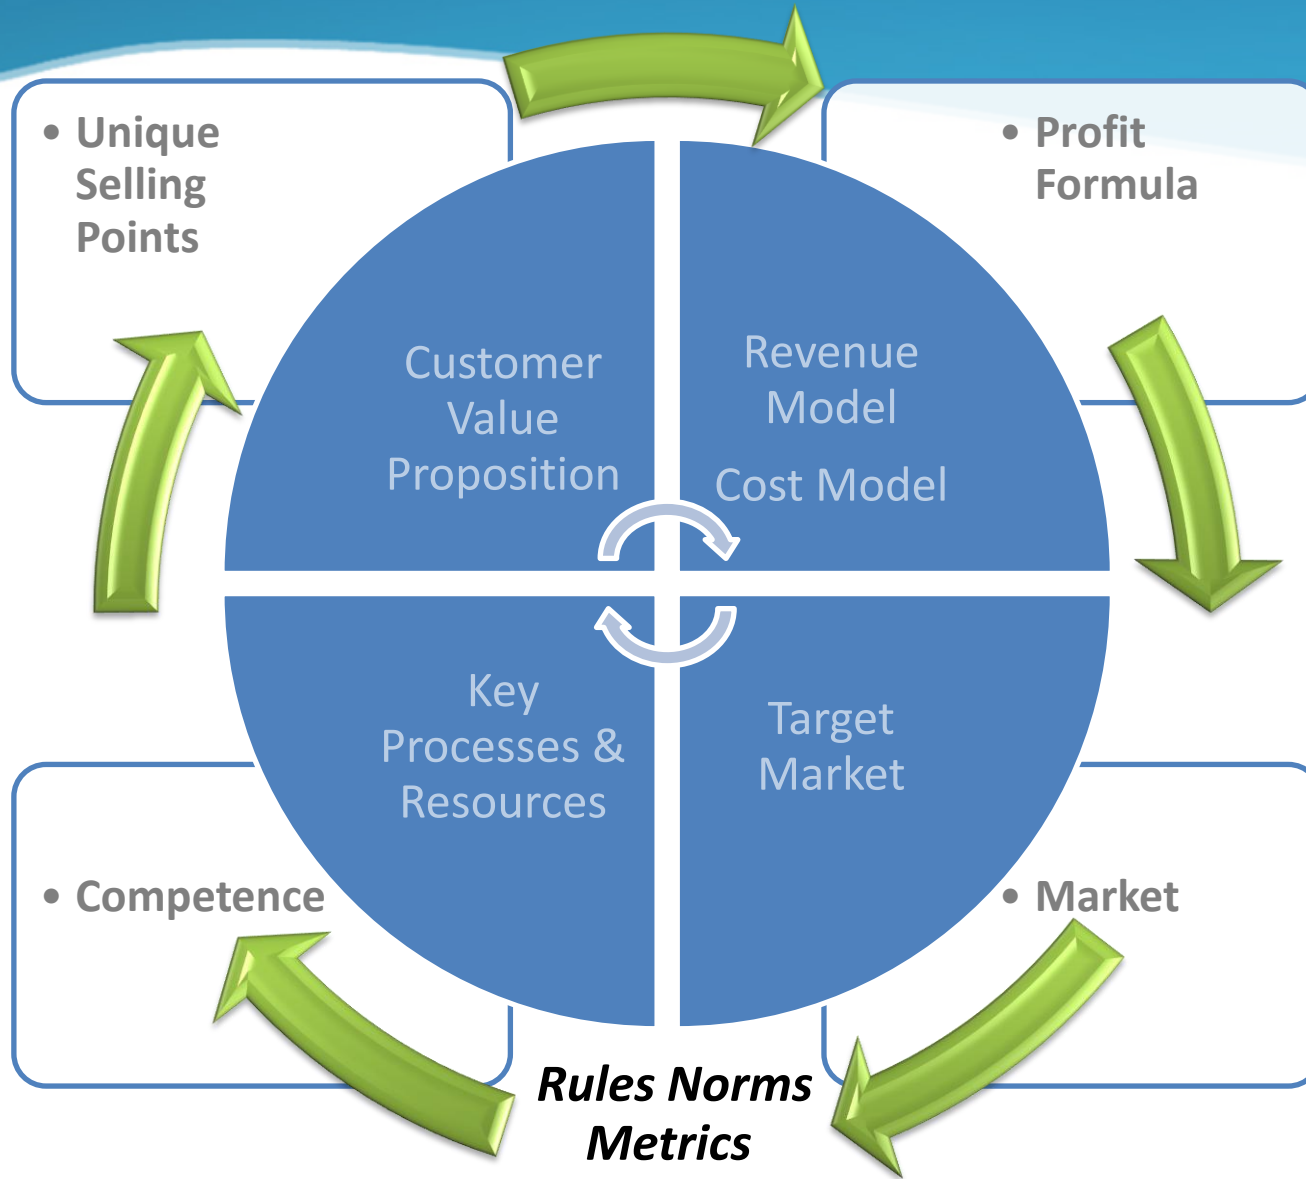 • Unique
Selling
Points
• Profit
Formula
Customer
Value
Proposition
Revenue
Model
Cost Model
Key
Processes &
Resources
Target
Market
• Competence
• Market
Rules Norms
Metrics